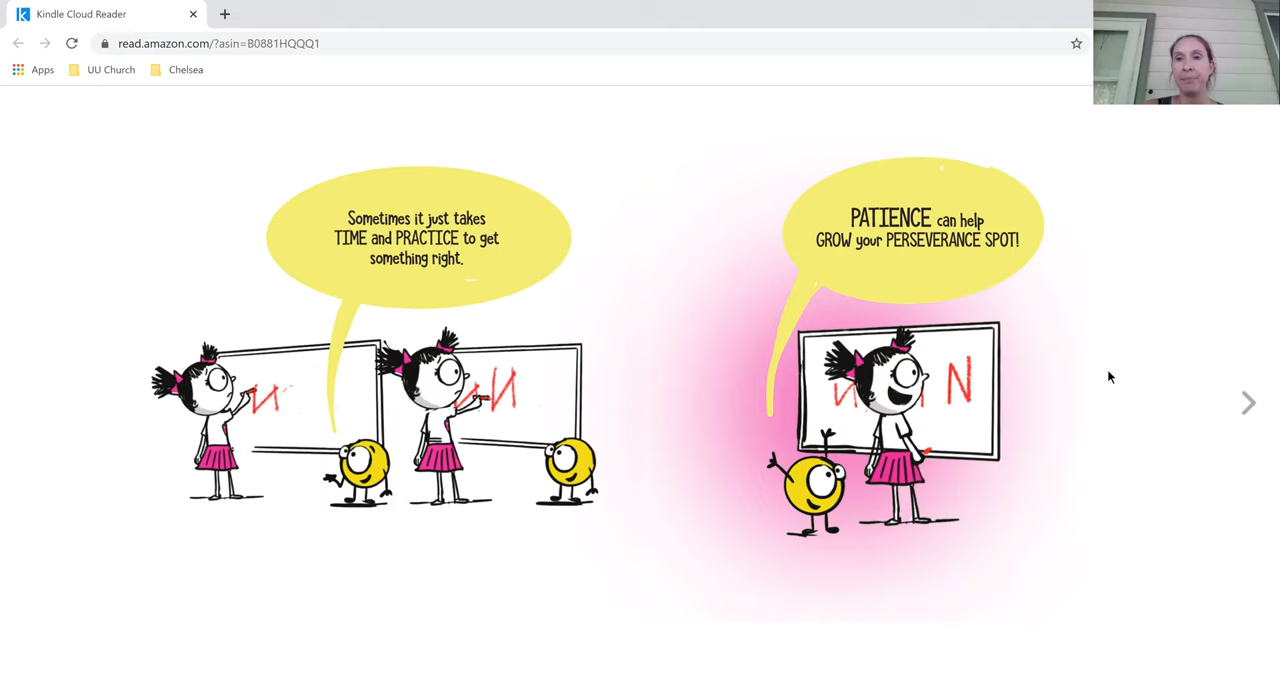 Kindle Cloud Reader
read.amazon.com/?asin=B0881HQQQ1
Apps
UU Church
Chelsea
Sometimes it just takes
TIME and PRACTICE to get
something right.
PATIENCE can help
GROW your PERSEVERANCE SPOT!
И
И И
И И N